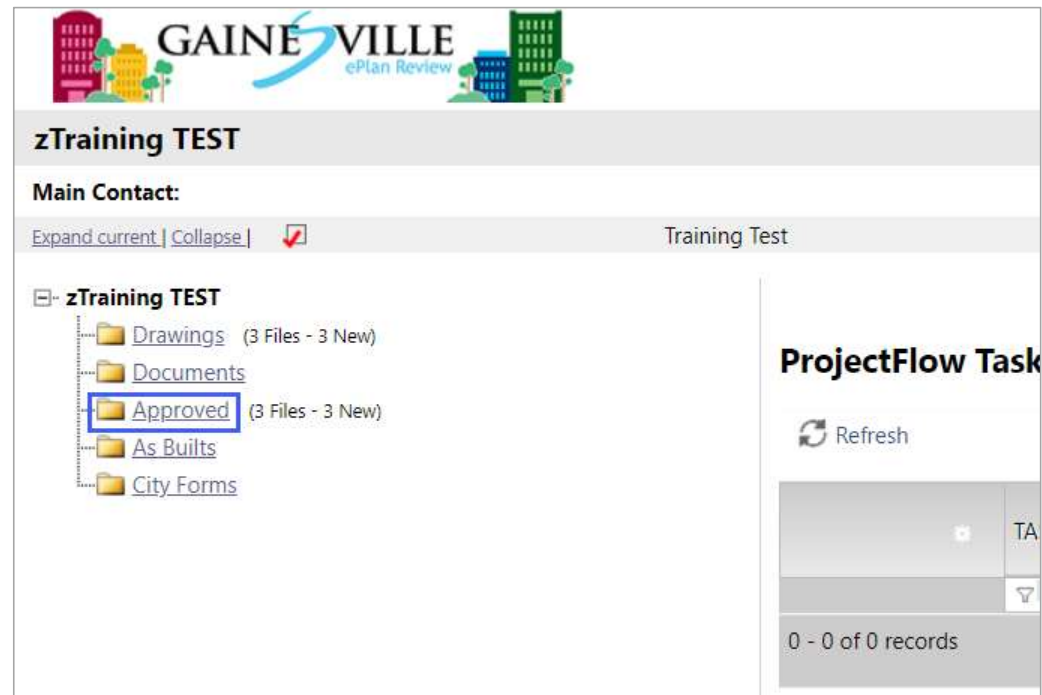 GAINESVILLE
ePlan Review
zTraining TEST
Main Contact:
Expand current | Collapse | Training Test
zTraining TEST
Drawings (3 Files - 3 New)
Documents
Approved (3 Files - 3 New)
As Builts
City Forms
ProjectFlow Task
Refresh
TA
0 - 0 of 0 records